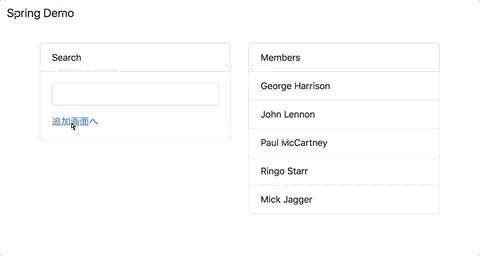 Spring Demo
Search
追加画面へ
Members
George Harrison
John Lennon
Paul McCartney
Ringo Starr
Mick Jagger